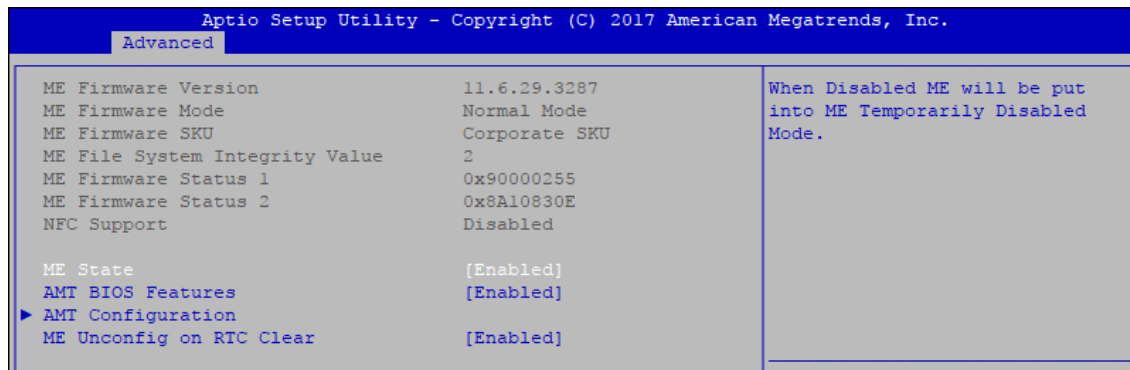 Aptio Setup Utility - Copyright (C) 2017 American Megatrends, Inc.
Advanced
ME Firmware Version 11.6.29.3287
ME Firmware Mode Normal Mode
ME Firmware SKU Corporate SKU
ME File System Integrity Value 2
ME Firmware Status 1 0x90000255
ME Firmware Status 2 0x8A10830E
NFC Support Disabled
ME State [Enabled]
AMT BIOS Features [Enabled]
► AMT Configuration
ME Unconfig on RTC Clear [Enabled]
When Disabled ME will be put
into ME Temporarily Disabled
Mode.